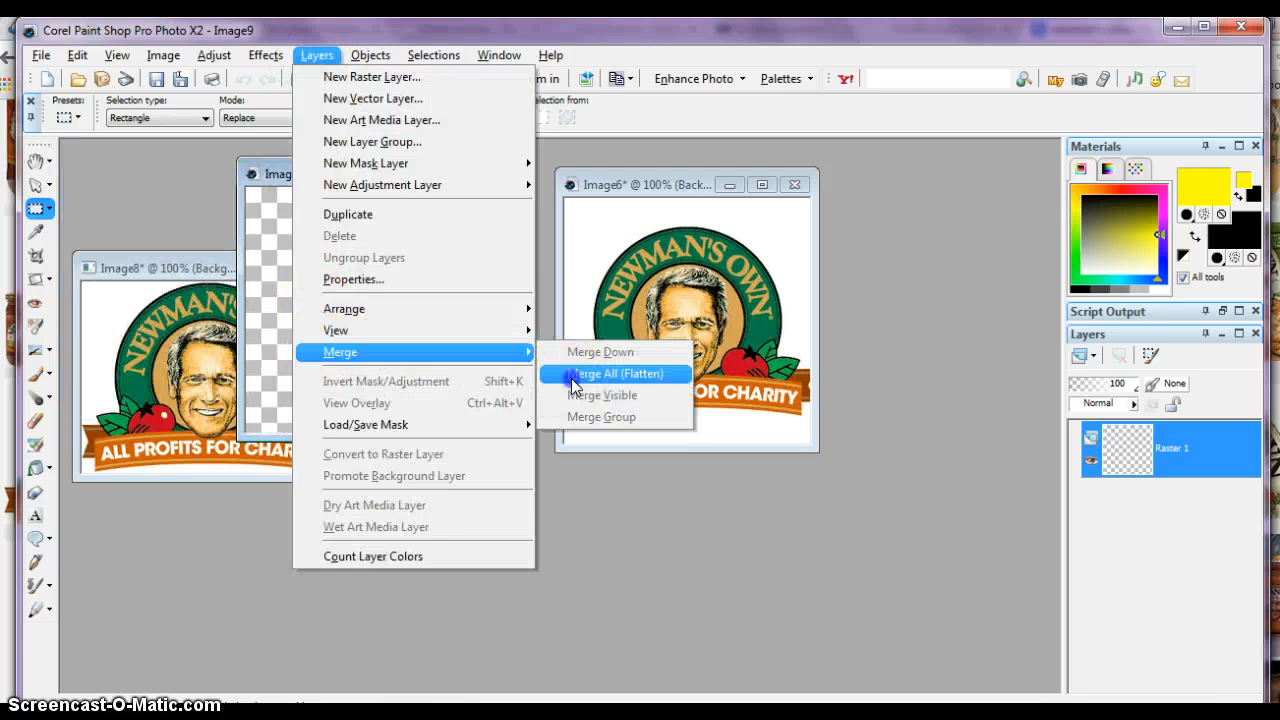 Corel Paint Shop Pro Photo X2 - Image9
File Edit View Image Adjust Effects Layers Objects Selections Window Help
m in Enhance Photo Palettes Y!
Presets: Selection type: Mode: election from:
Rectangle Replace
New Raster Layer...
New Vector Layer...
New Art Media Layer...
New Layer Group...
New Mask Layer
New Adjustment Layer
Duplicate
Delete
Ungroup Layers
Properties...
Arrange
View
Merge
Invert Mask/Adjustment Shift+K
View Overlay Ctrl+Alt+V
Load/Save Mask
Convert to Raster Layer
Promote Background Layer
Dry Art Media Layer
Wet Art Media Layer
Count Layer Colors
Merge Down
Merge All (Flatten)
Merge Visible
Merge Group
Image8* @ 100% (Backg...
NEWMAN'S
ALL PROFITS FOR CHAR
Imag
Image6* @ 100% (Back...
NEWMAN'S OWN
FOR CHARITY
Materials
All tools
Script Output
Layers
100 None
Normal
Raster 1
Screencast-O-Matic.com